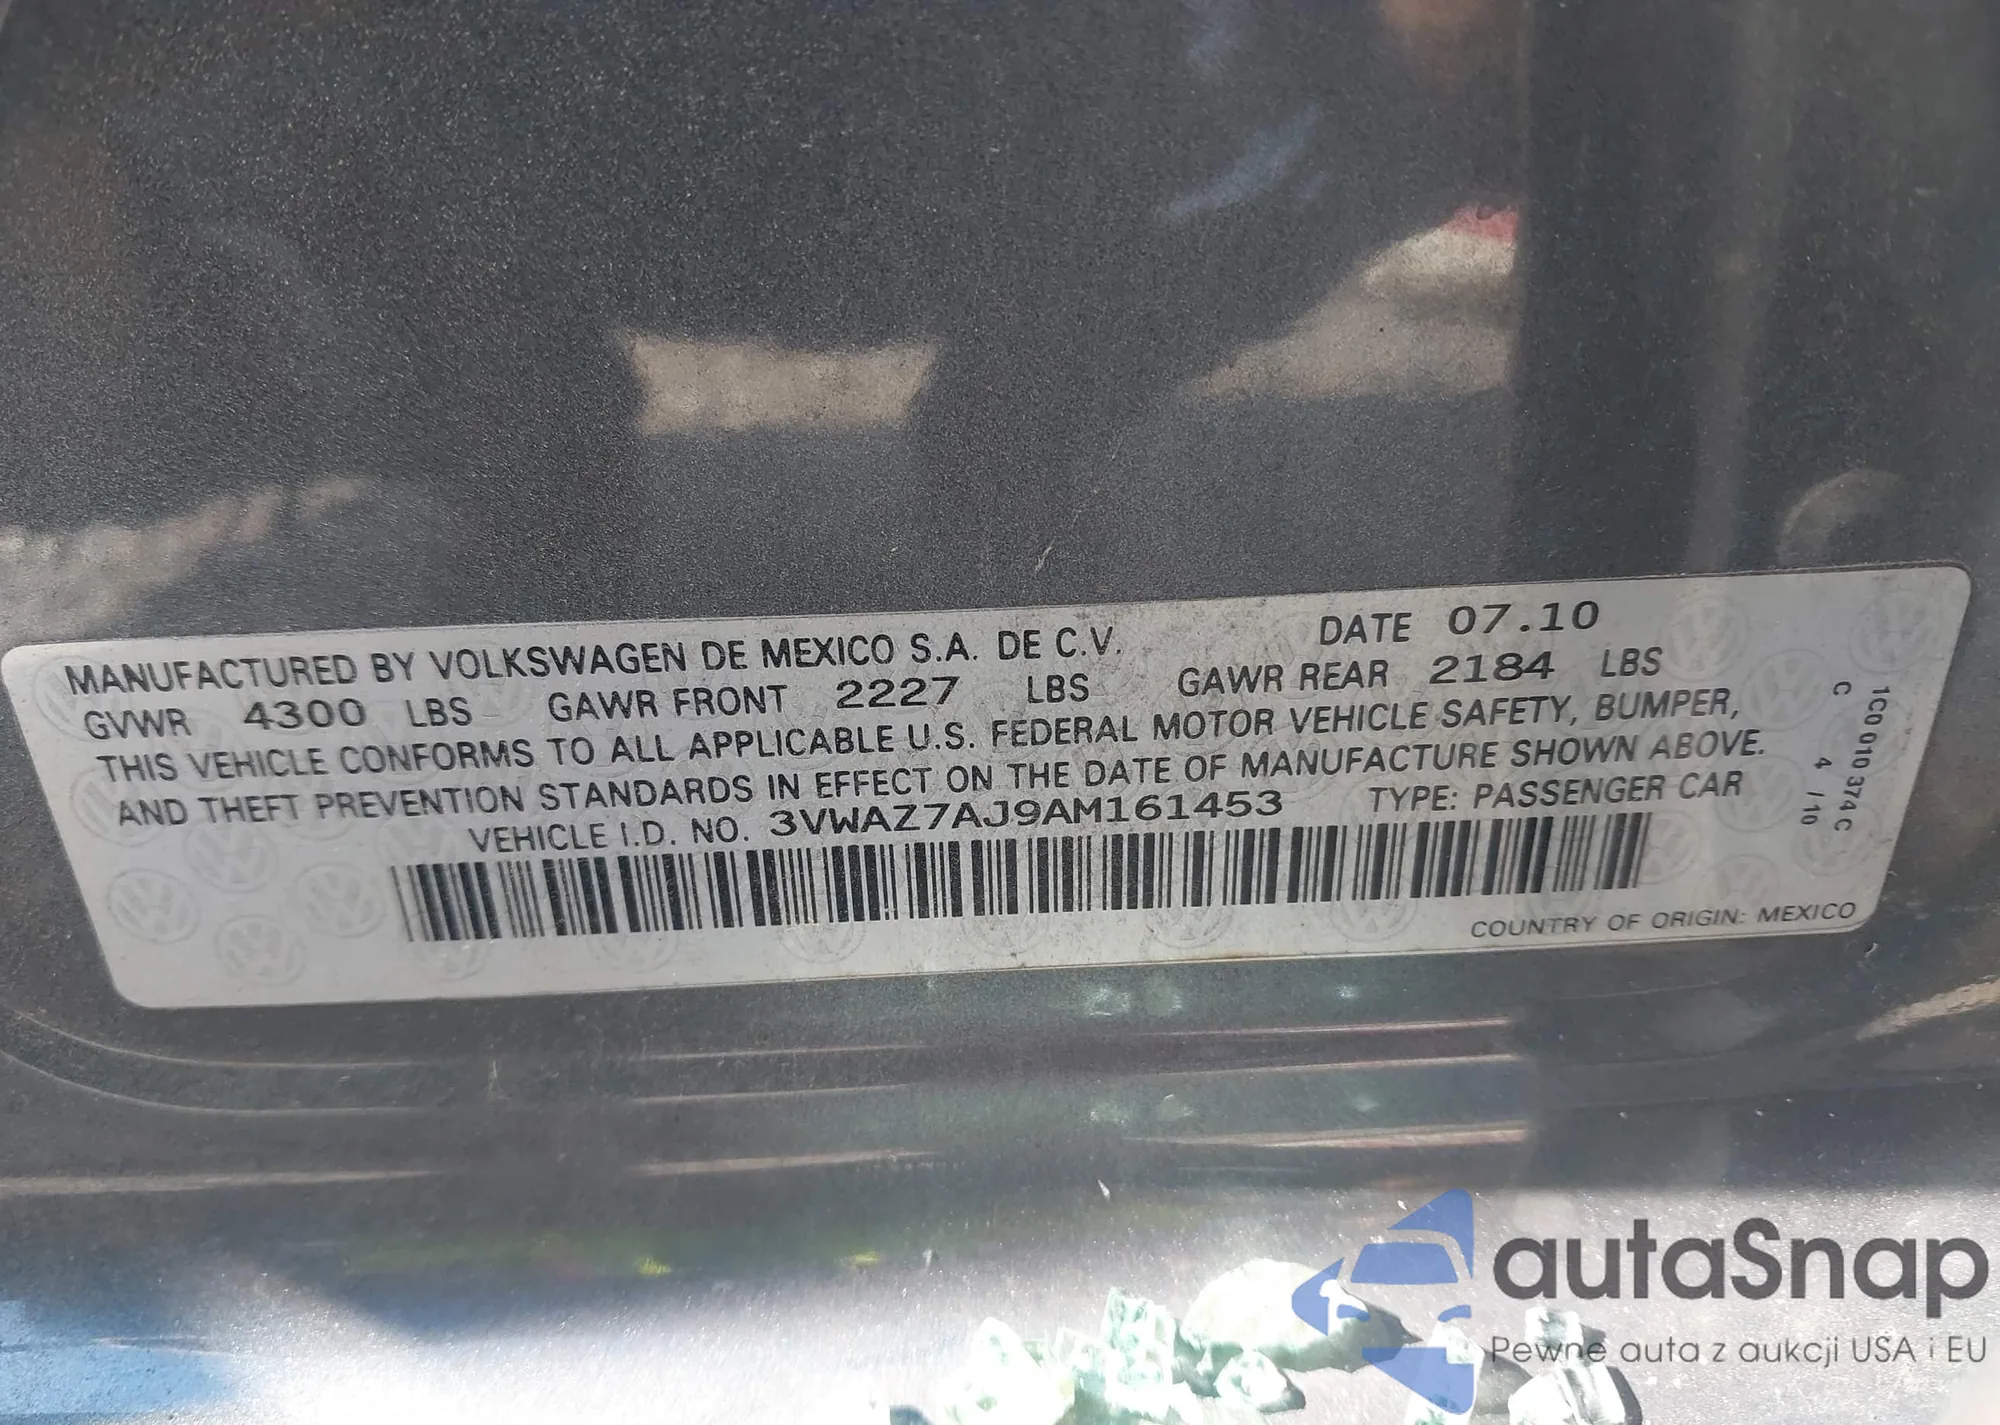 MANUFACTURED BY VOLKSWAGEN DE MEXICO S.A. DE C.V. DATE 07.10
GVWR 4300 LBS GAWR FRONT 2227 LBS GAWR REAR 2184 LBS
THIS VEHICLE CONFORMS TO ALL APPLICABLE U.S. FEDERAL MOTOR VEHICLE SAFETY, BUMPER,
AND THEFT PREVENTION STANDARDS IN EFFECT ON THE DATE OF MANUFACTURE SHOWN ABOVE.
VEHICLE I.D. NO. 3VWAZ7AJ9AM161453 TYPE: PASSENGER CAR
COUNTRY OF ORIGIN: MEXICO
1C0 010 374 C
C 4 / 10
autaSnap
Pewne auta z aukcji USA i EU